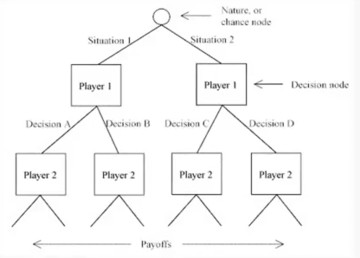 Nature, or
chance node
Situation 1
Situation 2
Player 1
Player 1
Decision node
Decision A
Decision B
Decision C
Decision D
Player 2
Player 2
Player 2
Player 2
Payoffs